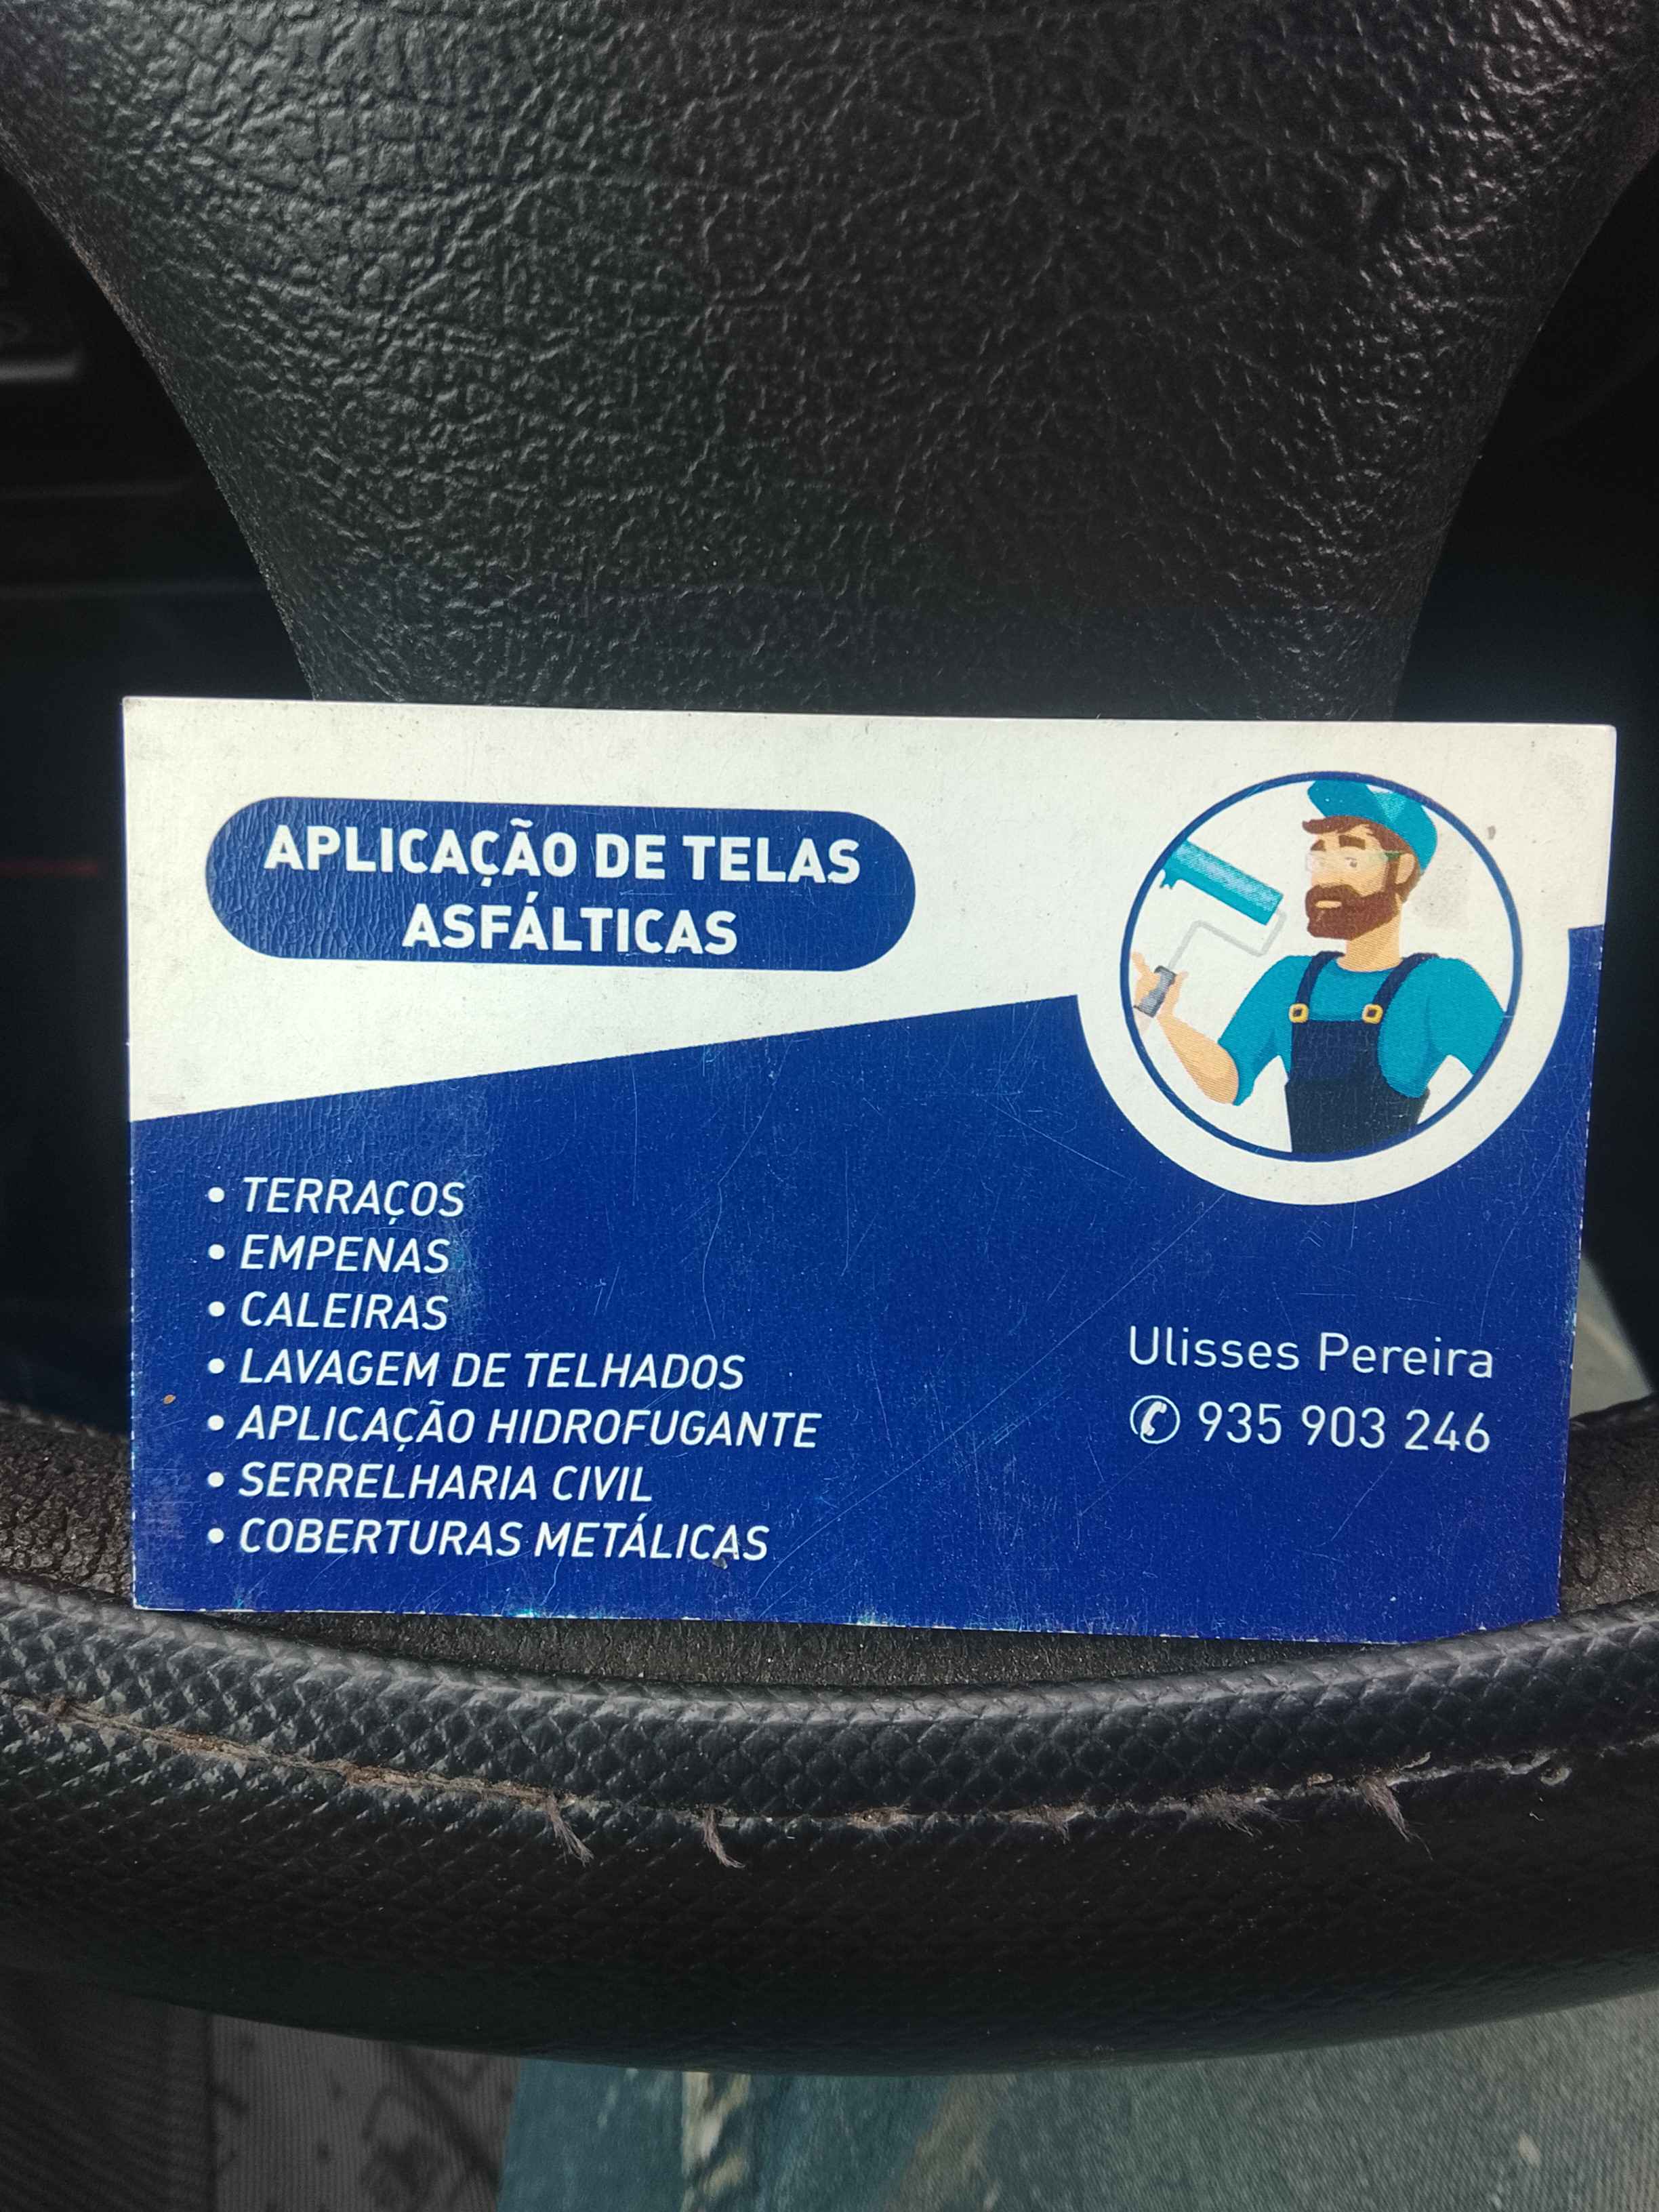 APLICAÇÃO DE TELAS
ASFÁLTICAS
• TERRAÇOS
• EMPENAS
• CALEIRAS
• LAVAGEM DE TELHADOS
• APLICAÇÃO HIDROFUGANTE
• SERRELHARIA CIVIL
• COBERTURAS METÁLICAS
Ulisses Pereira
✆ 935 903 246